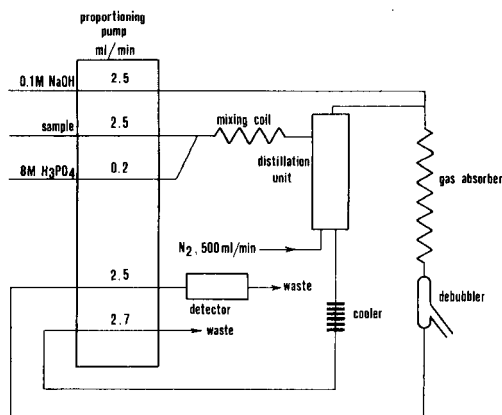 proportioning
pump
ml/min
0.1M NaOH
2.5
sample
2.5
8M H₃PO₄
0.2
mixing coil
distillation
unit
gas absorber
N₂, 500ml/min
2.5
detector
waste
2.7
waste
cooler
debubbler